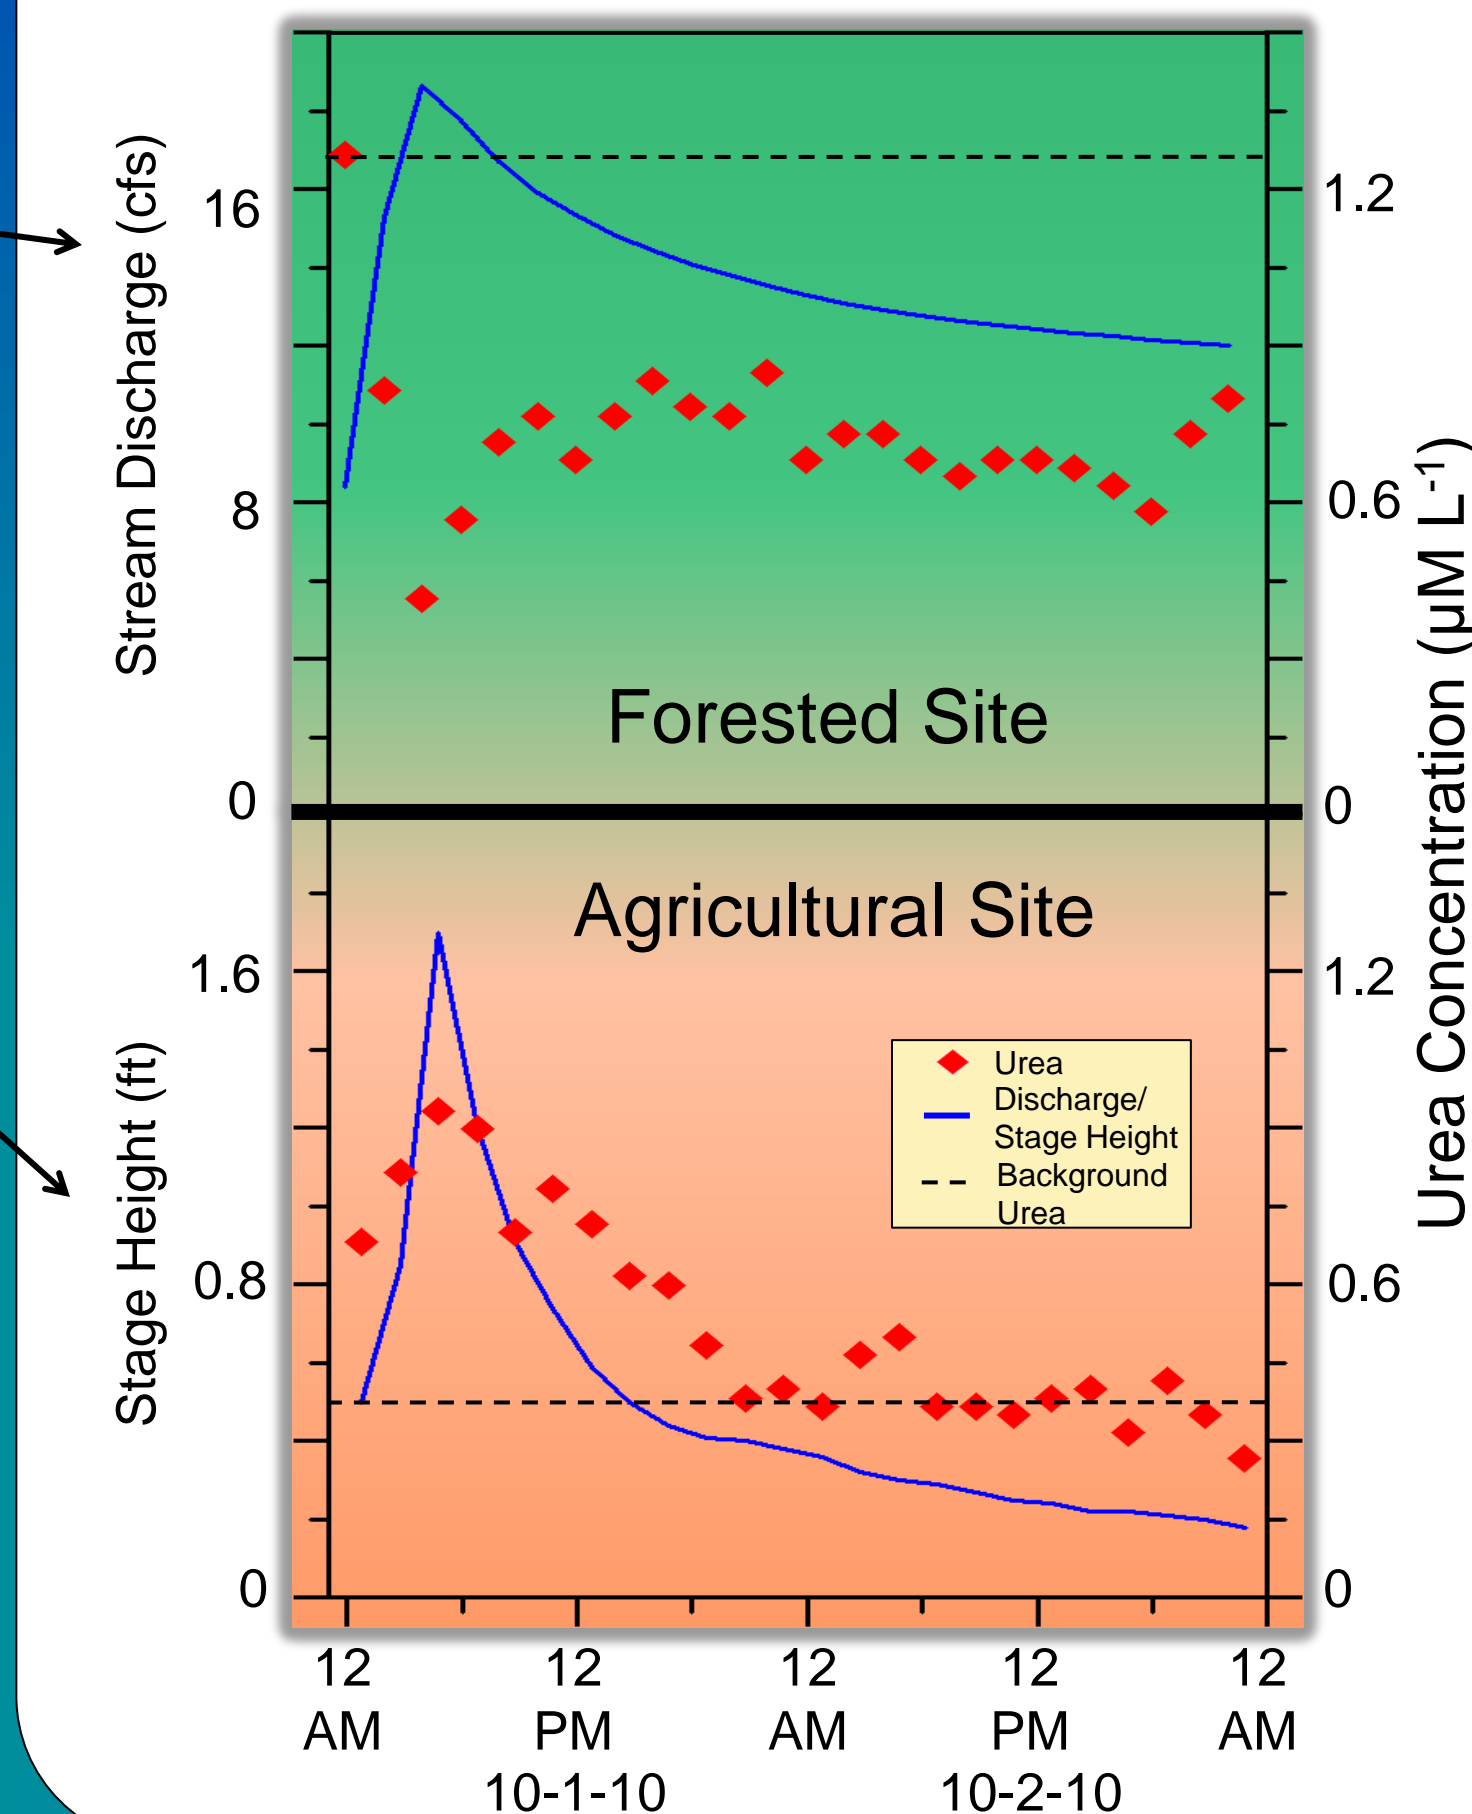 Stream Discharge (cfs)
16
8
0
1.2
0.6
0
Forested Site
Agricultural Site
Stage Height (ft)
1.6
0.8
0
1.2
0.6
0
Urea Concentration (µM L-1)
Urea
Discharge/
Stage Height
Background
Urea
12 12 12 12 12
AM PM AM PM AM
10-1-10 10-2-10